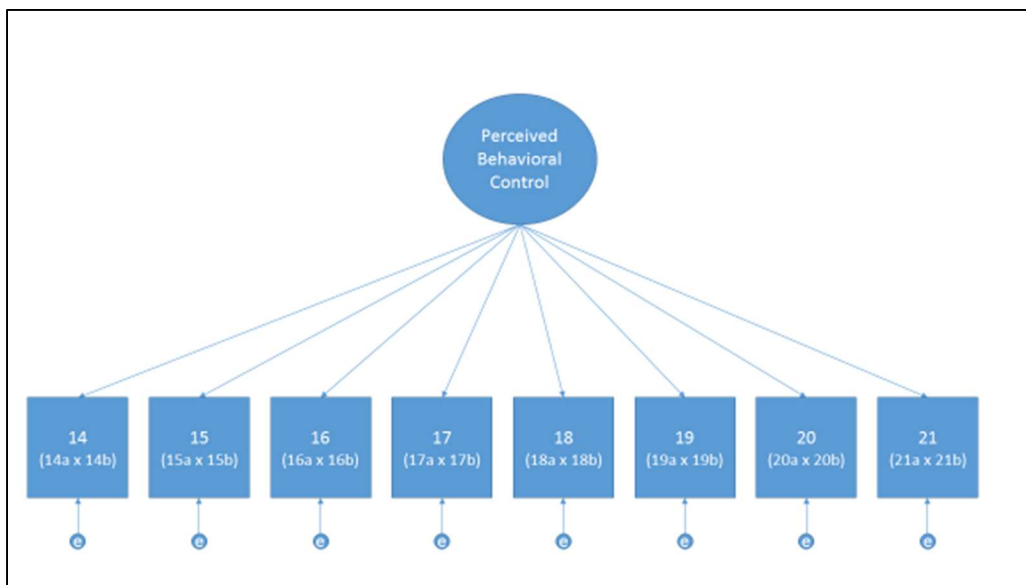 Perceived
Behavioral
Control
14
(14a x 14b)
15
(15a x 15b)
16
(16a x 16b)
17
(17a x 17b)
18
(18a x 18b)
19
(19a x 19b)
20
(20a x 20b)
21
(21a x 21b)
e
e
e
e
e
e
e
e